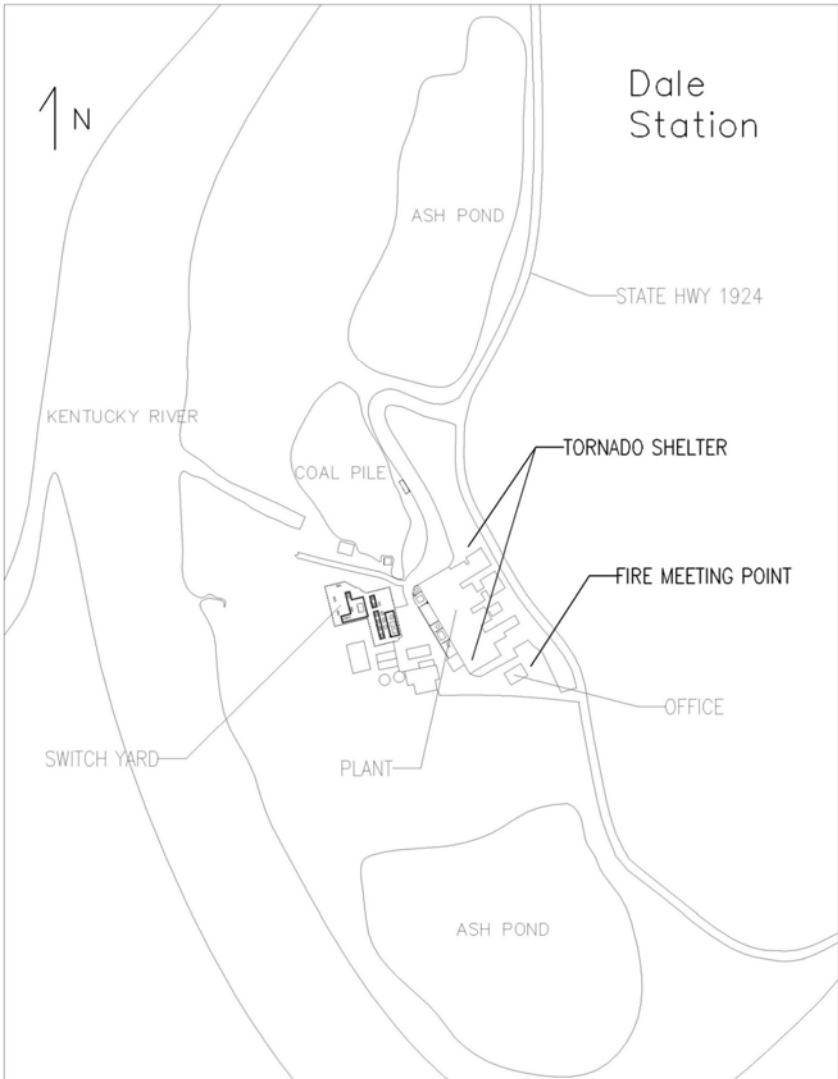 N
Dale
Station
ASH POND
STATE HWY 1924
KENTUCKY RIVER
TORNADO SHELTER
COAL PILE
FIRE MEETING POINT
OFFICE
SWITCH YARD
PLANT
ASH POND